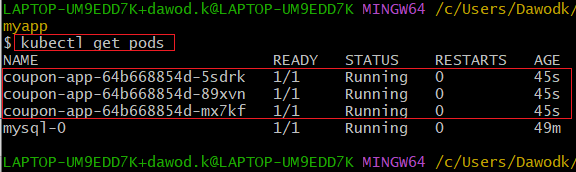 LAPTOP-UM9EDD7K+dawod.k@LAPTOP-UM9EDD7K MINGW64 /c/Users/Dawodk/
myapp
$ kubectl get pods
NAME READY STATUS RESTARTS AGE
coupon-app-64b668854d-5sdrk 1/1 Running 0 45s
coupon-app-64b668854d-89xvn 1/1 Running 0 45s
coupon-app-64b668854d-mx7kf 1/1 Running 0 45s
mysql-0 1/1 Running 0 49m
LAPTOP-UM9EDD7K+dawod.k@LAPTOP-UM9EDD7K MINGW64 /c/Users/Dawodk/